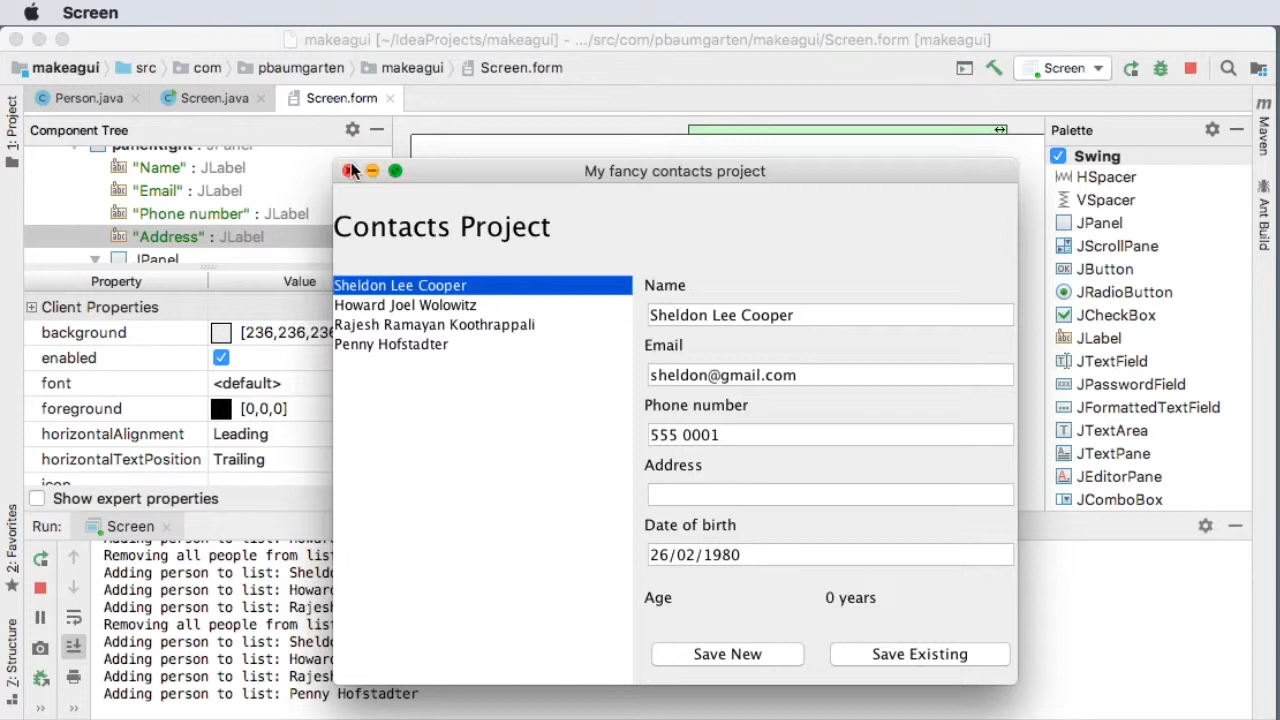 Screen
makeagui [~/IdeaProjects/makeagui] - .../src/com/pbaumgarten/makeagui/Screen.form [makeagui]
makeagui src com pbaumgarten makeagui Screen.form Screen
Person.java Screen.java Screen.form
1: Project
Component Tree
"Name" : JLabel
"Email" : JLabel
"Phone number" : JLabel
"Address" : JLabel
JPanel
Property Value
Client Properties
background [236,236,236
enabled
font <default>
foreground [0,0,0]
horizontalAlignment Leading
horizontalTextPosition Trailing
Show expert properties
My fancy contacts project
Contacts Project
Sheldon Lee Cooper
Howard Joel Wolowitz
Rajesh Ramayan Koothrappali
Penny Hofstadter
Name
Sheldon Lee Cooper
Email
sheldon@gmail.com
Phone number
555 0001
Address
Date of birth
26/02/1980
Age 0 years
Save New Save Existing
Palette
Swing
HSpacer
VSpacer
JPanel
JScrollPane
JButton
JRadioButton
JCheckBox
JLabel
JTextField
JPasswordField
JFormattedTextField
JTextArea
JTextPane
JEditorPane
JComboBox
m Maven
Ant Build
2: Favorites
Z: Structure
Run: Screen
Removing all people from list
Adding person to list: Sheld
Adding person to list: Howard
Adding person to list: Rajesh
Removing all people from list
Adding person to list: Sheld
Adding person to list: Howard
Adding person to list: Rajesh
Adding person to list: Penny Hofstadter